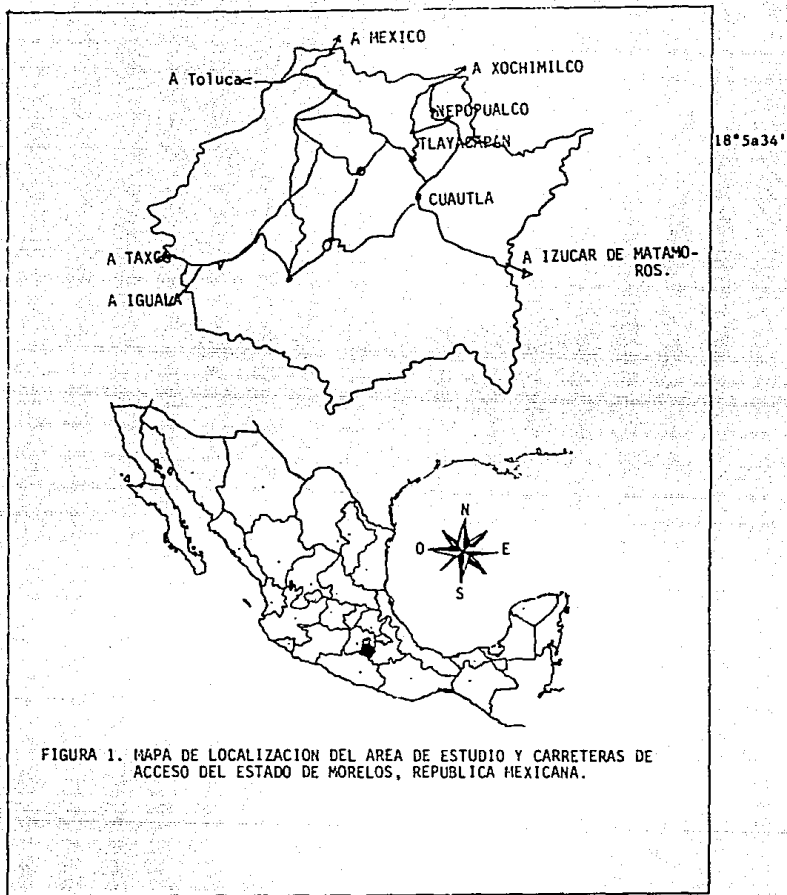 A MEXICO
A Toluca
A XOCHIMILCO
NEPOPUALCO
TLAYACAPAN
18°5a34'
CUAUTLA
A TAXCO
A IZUCAR DE MATAMO-
ROS.
A IGUALA
N
O
E
S
FIGURA 1. MAPA DE LOCALIZACION DEL AREA DE ESTUDIO Y CARRETERAS DE
ACCESO DEL ESTADO DE MORELOS, REPUBLICA MEXICANA.